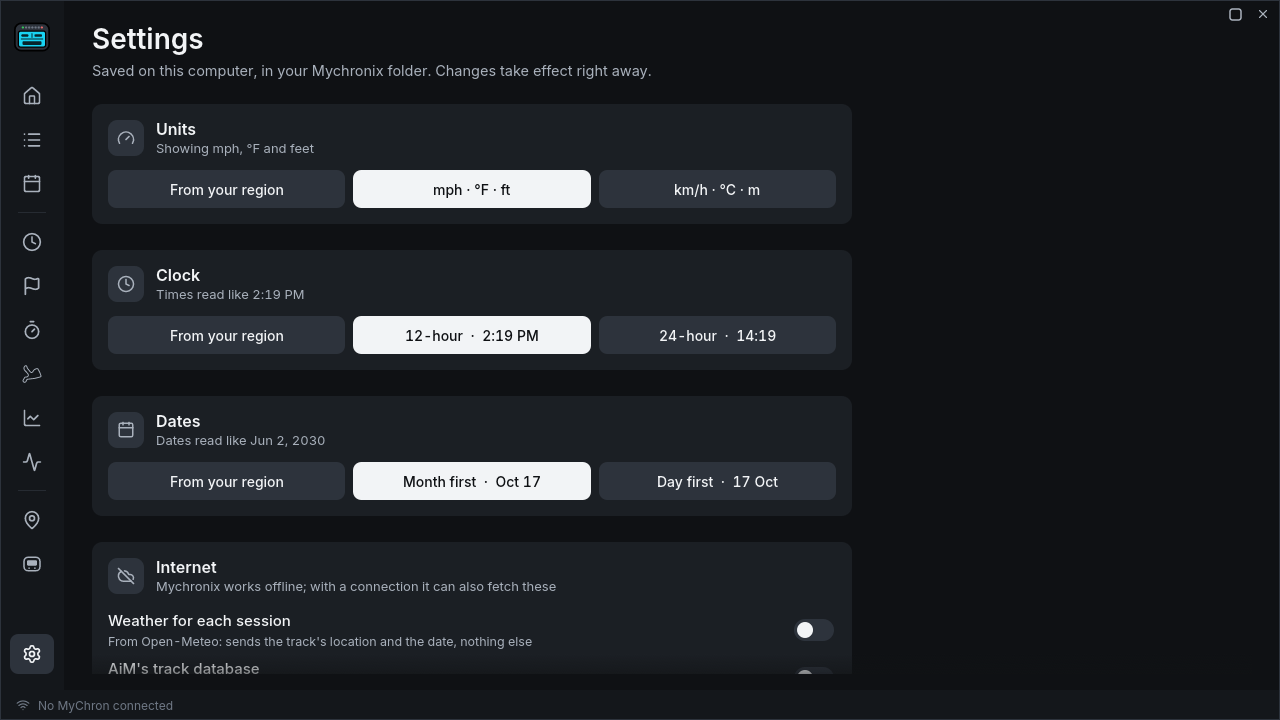 Settings
Saved on this computer, in your Mychronix folder. Changes take effect right away.
Units
Showing mph, °F and feet
From your region
mph · °F · ft
km/h · °C · m
Clock
Times read like 2:19 PM
From your region
12-hour · 2:19 PM
24-hour · 14:19
Dates
Dates read like Jun 2, 2030
From your region
Month first · Oct 17
Day first · 17 Oct
Internet
Mychronix works offline; with a connection it can also fetch these
Weather for each session
From Open-Meteo: sends the track's location and the date, nothing else
AiM's track database
No MyChron connected